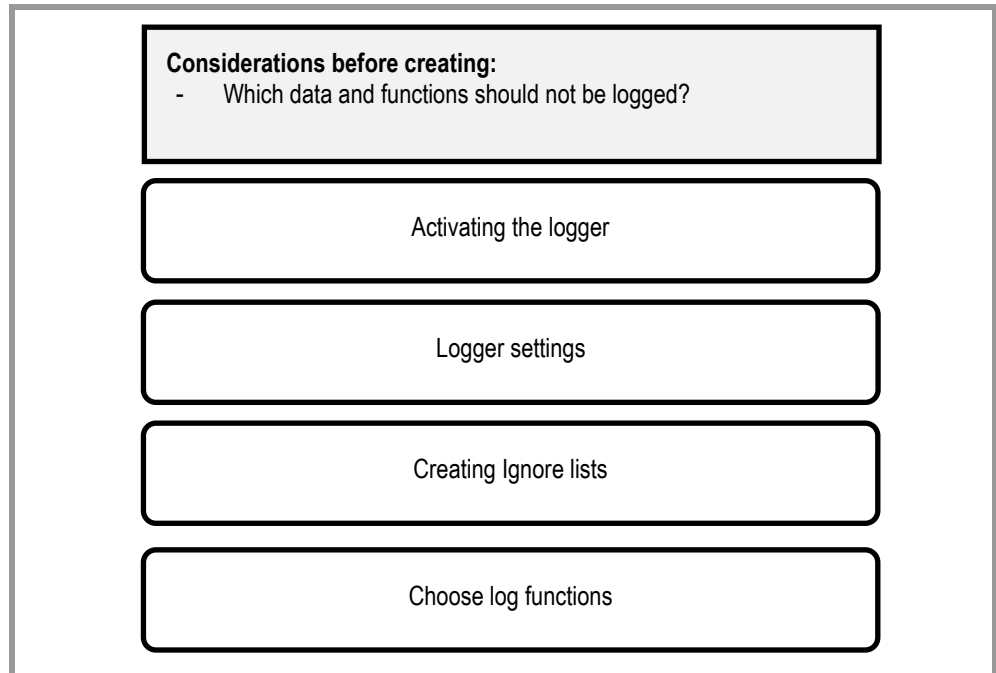 Considerations before creating:
- Which data and functions should not be logged?
Activating the logger
Logger settings
Creating Ignore lists
Choose log functions